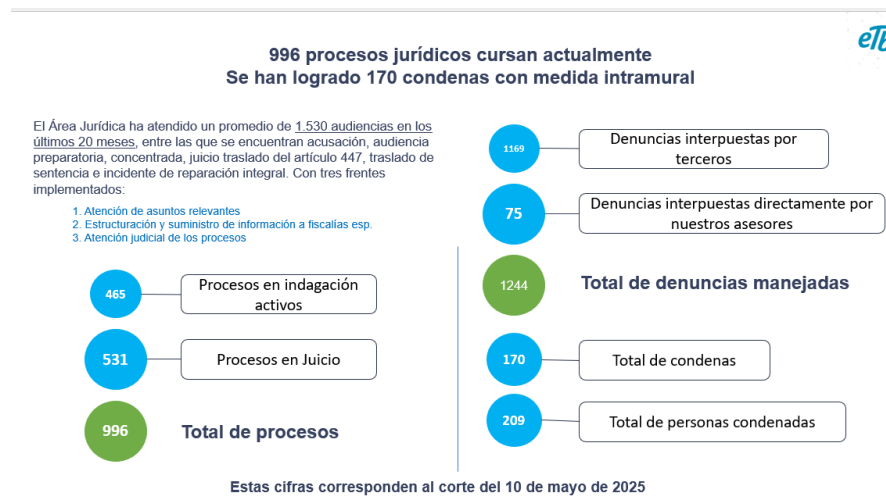 eTb
996 procesos jurídicos cursan actualmente
Se han logrado 170 condenas con medida intramural
El Área Jurídica ha atendido un promedio de 1.530 audiencias en los
últimos 20 meses, entre las que se encuentran acusación, audiencia
preparatoria, concentrada, juicio traslado del artículo 447, traslado de
sentencia e incidente de reparación integral. Con tres frentes
implementados:
1. Atención de asuntos relevantes
2. Estructuración y suministro de información a fiscalías esp.
3. Atención judicial de los procesos
465
Procesos en indagación
activos
531
Procesos en Juicio
996
Total de procesos
1169
Denuncias interpuestas por
terceros
75
Denuncias interpuestas directamente por
nuestros asesores
1244
Total de denuncias manejadas
170
Total de condenas
209
Total de personas condenadas
Estas cifras corresponden al corte del 10 de mayo de 2025